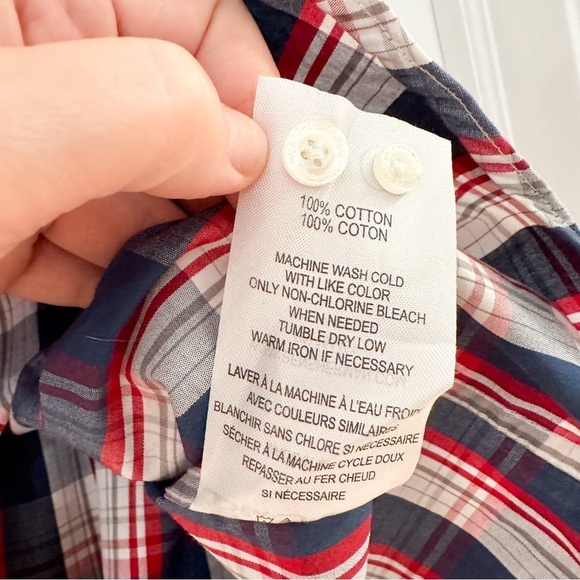 100% COTTON
100% COTON
MACHINE WASH COLD
WITH LIKE COLOR
ONLY NON-CHLORINE BLEACH
WHEN NEEDED
TUMBLE DRY LOW
WARM IRON IF NECESSARY
LAVER À LA MACHINE À L'EAU FROIDE
AVEC COULEURS SIMILAIRES
BLANCHIR SANS CHLORE SI NÉCESSAIRE
SÉCHER À LA MACHINE CYCLE DOUX
REPASSER AU FER CHEUD
SI NÉCESSAIRE